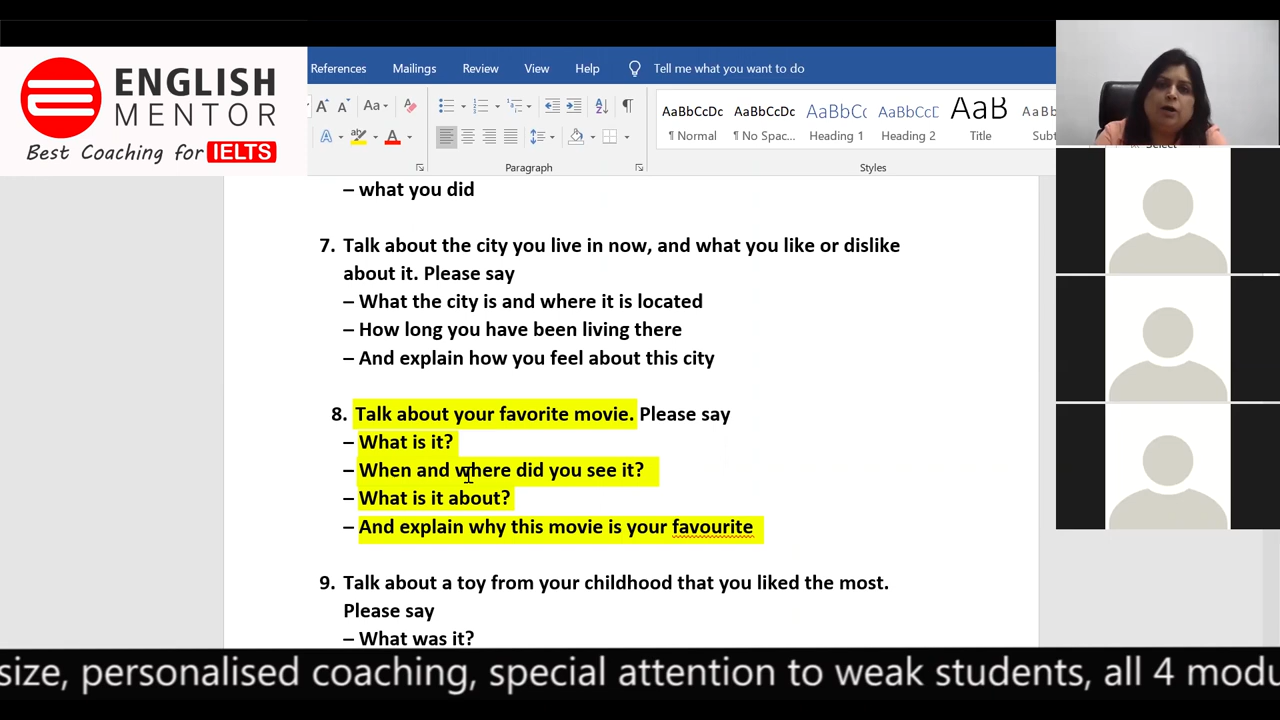 ENGLISH
MENTOR
Best Coaching for IELTS
References Mailings Review View Help Tell me what you want to do
Aa
A A
AaBbCcDc AaBbCcDc AaBbCc AaBbCcE AaB AaBbC
¶ Normal ¶ No Spac... Heading 1 Heading 2 Title Subt
Paragraph Styles
Select
– what you did
7. Talk about the city you live in now, and what you like or dislike
about it. Please say
– What the city is and where it is located
– How long you have been living there
– And explain how you feel about this city
8. Talk about your favorite movie. Please say
– What is it?
– When and where did you see it?
– What is it about?
– And explain why this movie is your favourite
9. Talk about a toy from your childhood that you liked the most.
Please say
– What was it?
size, personalised coaching, special attention to weak students, all 4 modu